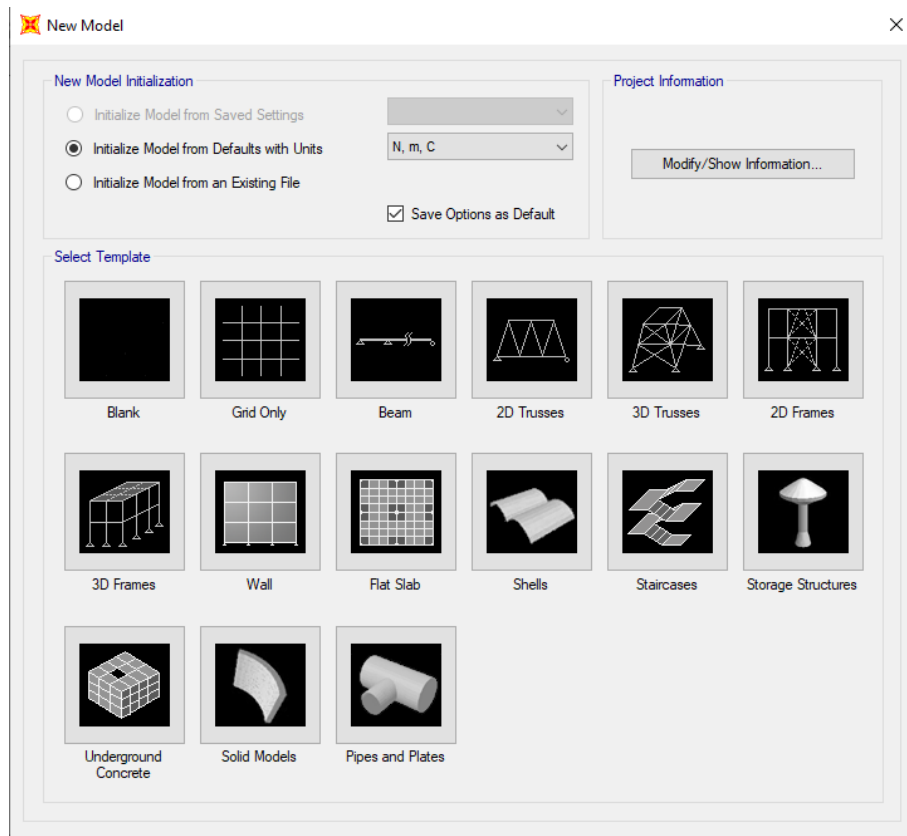 New Model
New Model Initialization
Initialize Model from Saved Settings
Initialize Model from Defaults with Units
N, m, C
Initialize Model from an Existing File
Save Options as Default
Project Information
Modify/Show Information...
Select Template
Blank
Grid Only
Beam
2D Trusses
3D Trusses
2D Frames
3D Frames
Wall
Flat Slab
Shells
Staircases
Storage Structures
Underground
Concrete
Solid Models
Pipes and Plates